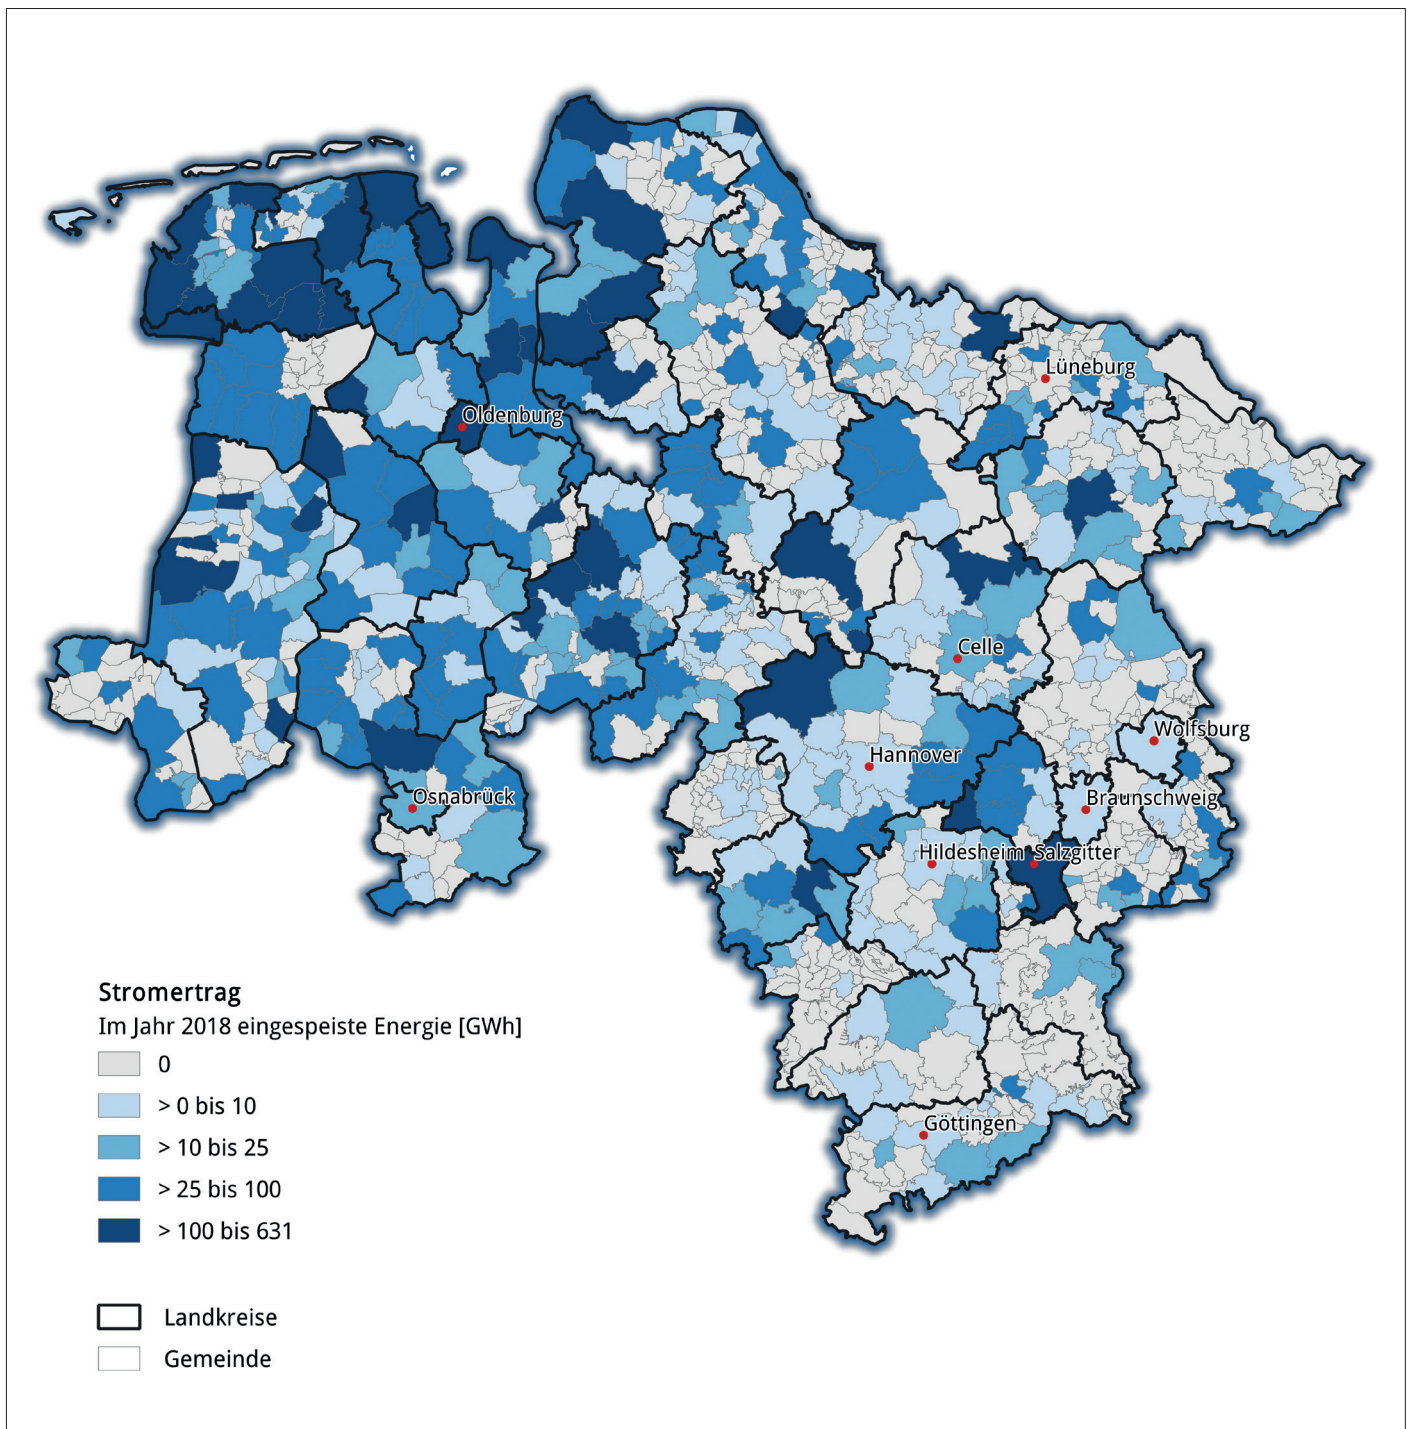 Lüneburg
Oldenburg
Celle
Wolfsburg
Hannover
Braunschweig
Osnabrück
Hildesheim
Salzgitter
Göttingen
Stromertrag
Im Jahr 2018 eingespeiste Energie [GWh]
0
> 0 bis 10
> 10 bis 25
> 25 bis 100
> 100 bis 631
Landkreise
Gemeinde